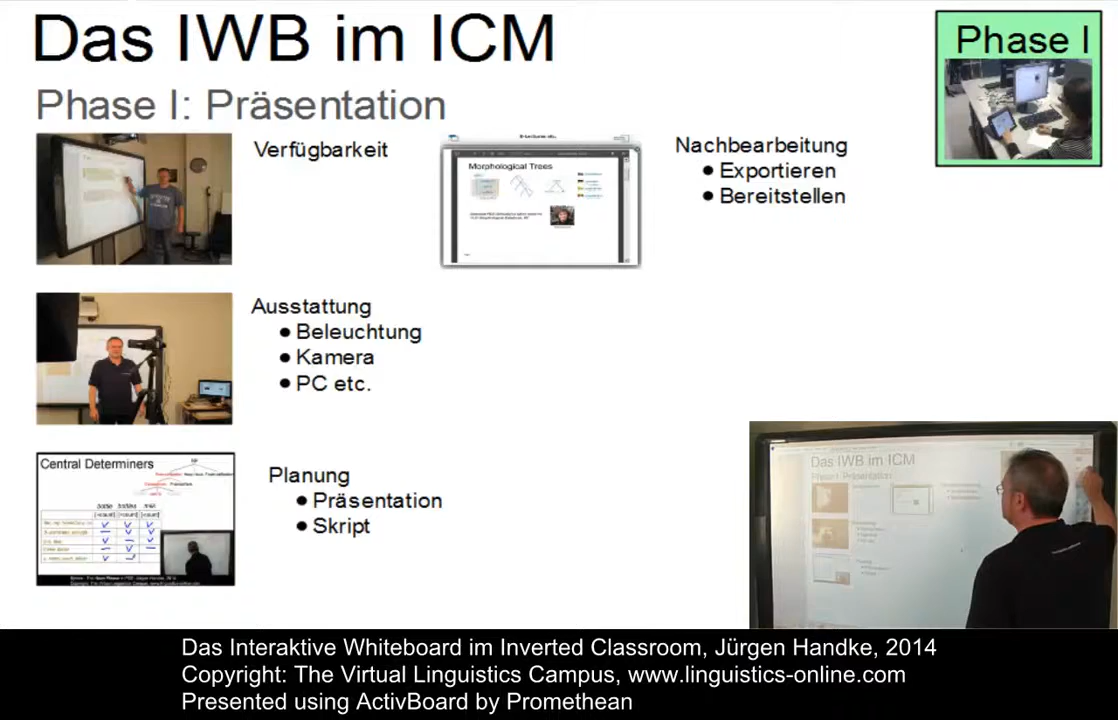 Das IWB im ICM
Phase I
Phase I: Präsentation
Verfügbarkeit
Morphological Trees
Nachbearbeitung
● Exportieren
● Bereitstellen
Ausstattung
● Beleuchtung
● Kamera
● PC etc.
Central Determiners
Planung
● Präsentation
● Skript
Das IWB im ICM
Phase I: Präsentation
Das Interaktive Whiteboard im Inverted Classroom, Jürgen Handke, 2014
Copyright: The Virtual Linguistics Campus, www.linguistics-online.com
Presented using ActivBoard by Promethean